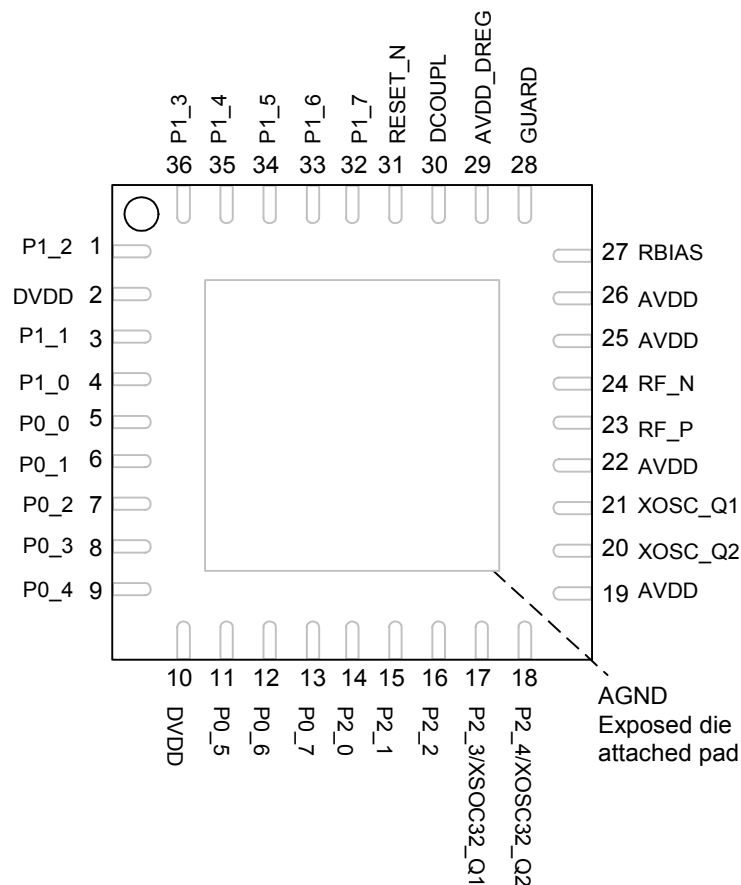 P1_3
P1_4
P1_5
P1_6
P1_7
RESET_N
DCOUPL
AVDD_DREG
GUARD
36 35 34 33 32 31 30 29 28
P1_2 1
DVDD 2
P1_1 3
P1_0 4
P0_0 5
P0_1 6
P0_2 7
P0_3 8
P0_4 9
27 RBIAS
26 AVDD
25 AVDD
24 RF_N
23 RF_P
22 AVDD
21 XOSC_Q1
20 XOSC_Q2
19 AVDD
10 11 12 13 14 15 16 17 18
DVDD
P0_5
P0_6
P0_7
P2_0
P2_1
P2_2
P2_3/XSOC32_Q1
P2_4/XOSC32_Q2
AGND
Exposed die
attached pad